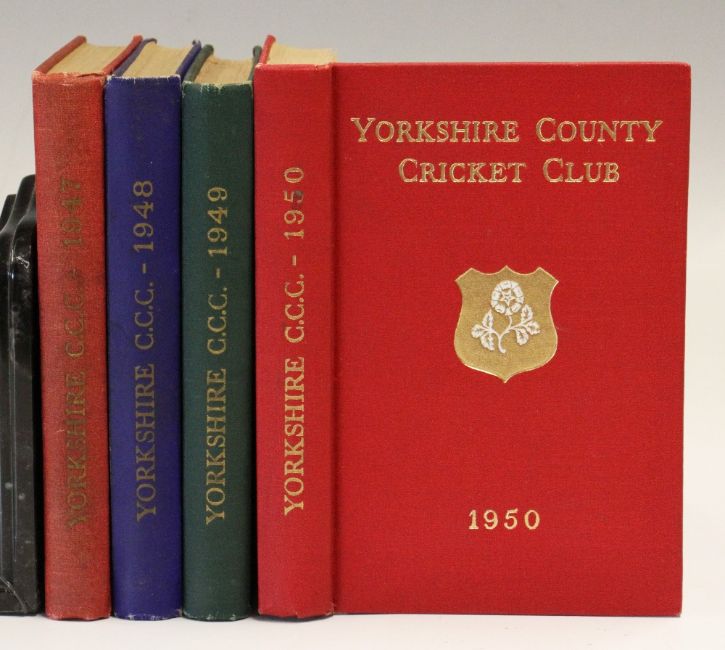 YORKSHIRE C.C.C. - 1947
YORKSHIRE C.C.C. - 1948
YORKSHIRE C.C.C. - 1949
YORKSHIRE C.C.C. - 1950
YORKSHIRE COUNTY
CRICKET CLUB
1950